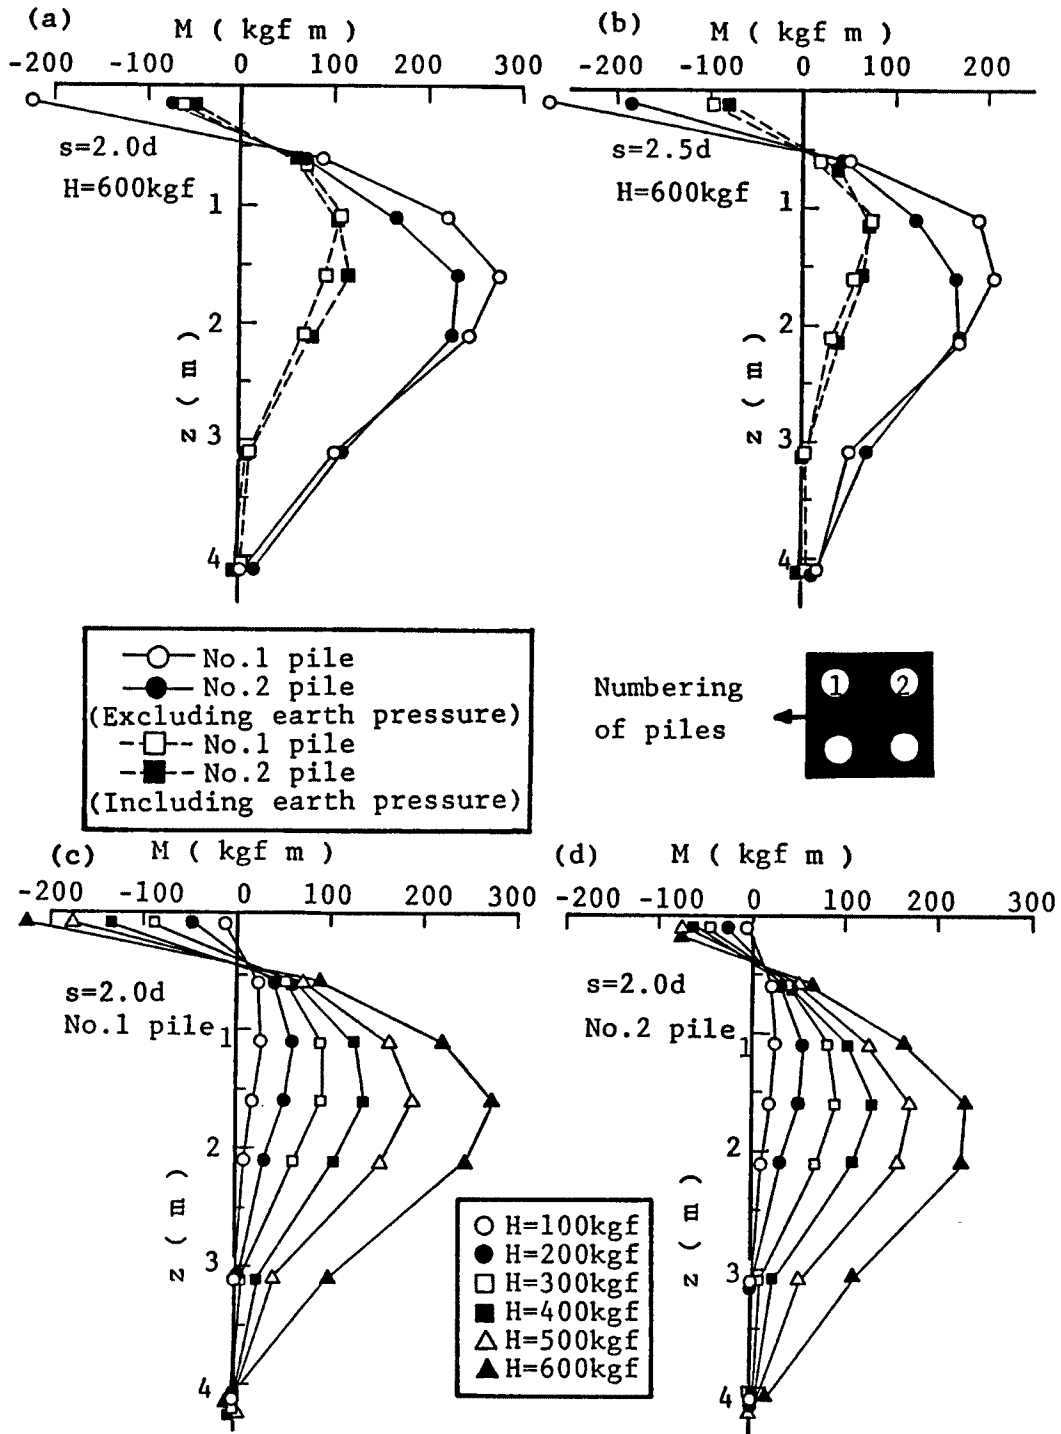 (a)
M ( kgf m )
-200 -100 0 100 200 300
s=2.0d
H=600kgf
1
2
3
4
z ( m )
(b)
M ( kgf m )
-200 -100 0 100 200
s=2.5d
H=600kgf
1
2
3
4
z ( m )
No.1 pile
No.2 pile
(Excluding earth pressure)
No.1 pile
No.2 pile
(Including earth pressure)
Numbering
of piles
1 2
(c)
M ( kgf m )
-200 -100 0 100 200 300
s=2.0d
No.1 pile
1
2
3
4
z ( m )
(d)
M ( kgf m )
-200 -100 0 100 200 300
s=2.0d
No.2 pile
1
2
3
4
z ( m )
H=100kgf
H=200kgf
H=300kgf
H=400kgf
H=500kgf
H=600kgf